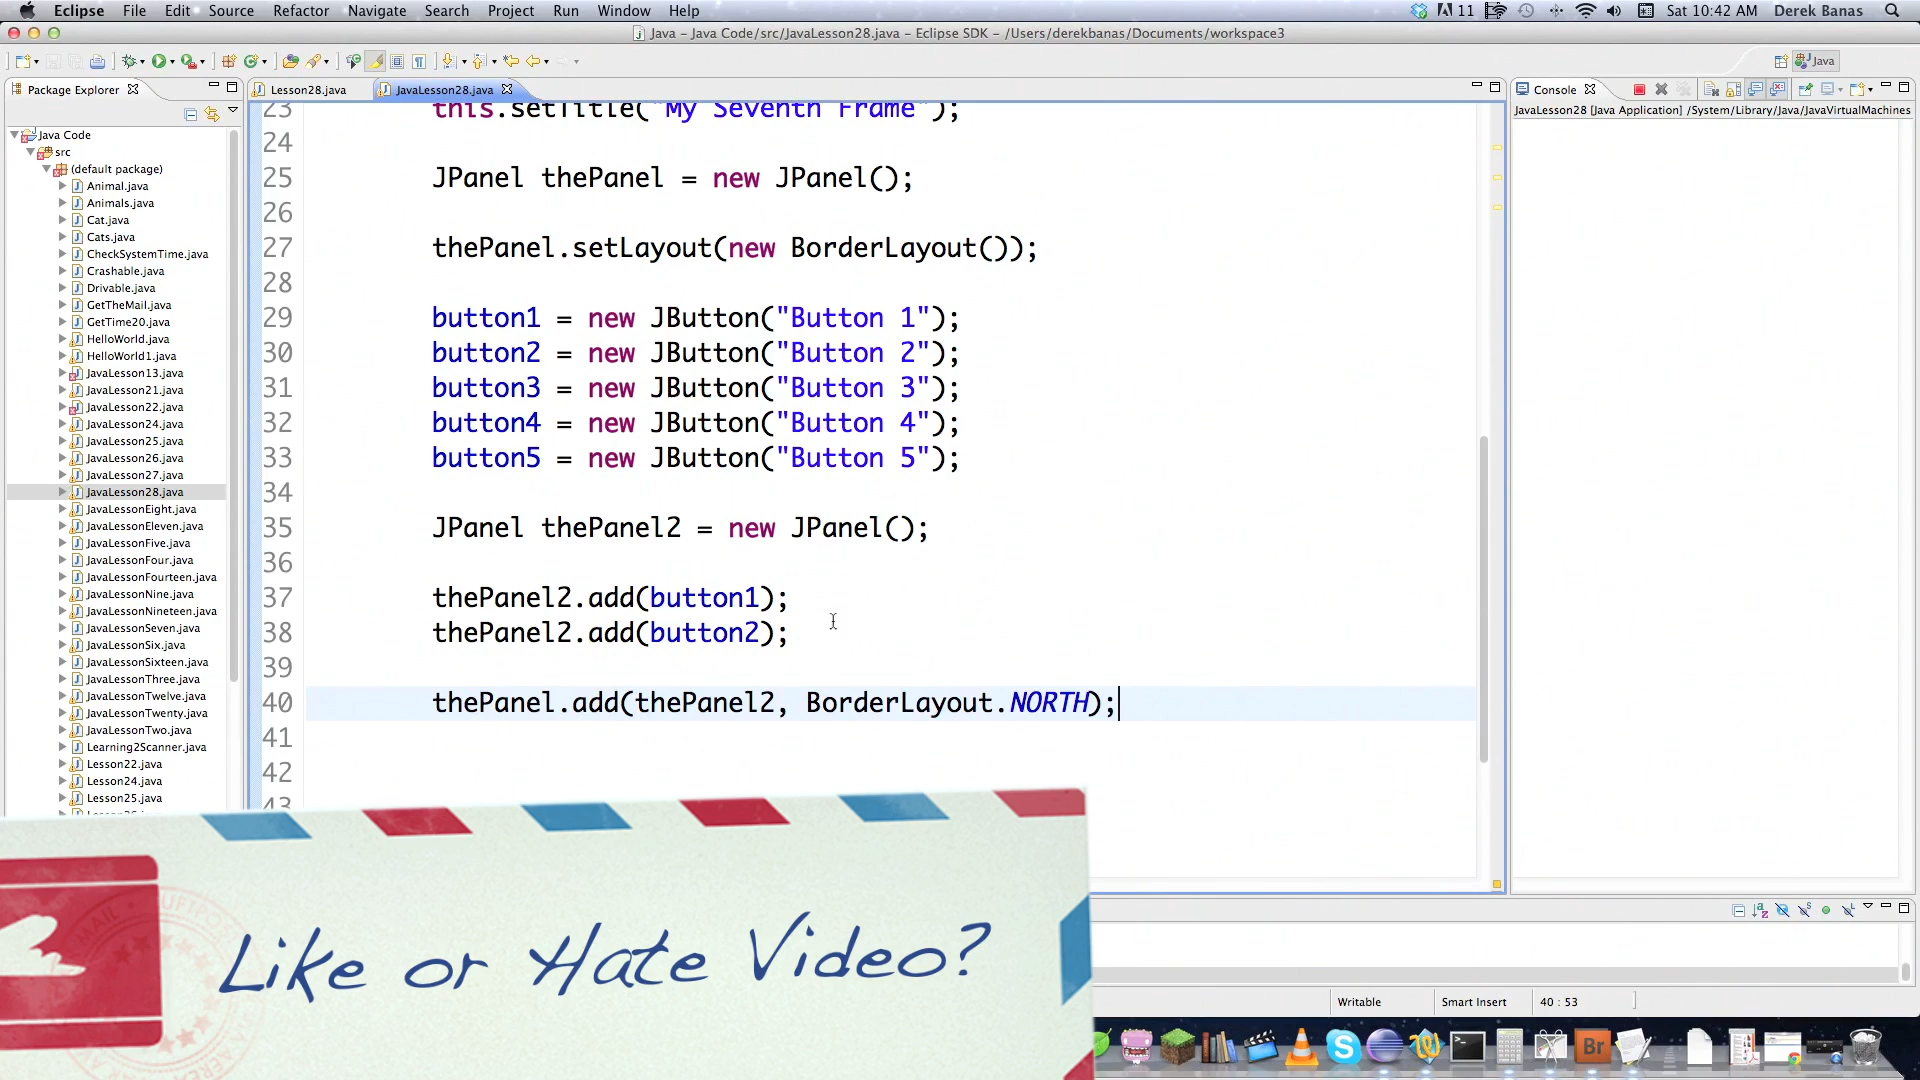 Eclipse File Edit Source Refactor Navigate Search Project Run Window Help 11 Sat 10:42 AM Derek Banas
Java – Java Code/src/JavaLesson28.java – Eclipse SDK – /Users/derekbanas/Documents/workspace3
Java
Package Explorer
Lesson28.java
JavaLesson28.java
Console
JavaLesson28 [Java Application] /System/Library/Java/JavaVirtualMachines
Java Code
src
(default package)
Animal.java
Animals.java
Cat.java
Cats.java
CheckSystemTime.java
Crashable.java
Drivable.java
GetTheMail.java
GetTime20.java
HelloWorld.java
HelloWorld1.java
JavaLesson13.java
JavaLesson21.java
JavaLesson22.java
JavaLesson24.java
JavaLesson25.java
JavaLesson26.java
JavaLesson27.java
JavaLesson28.java
JavaLessonEight.java
JavaLessonEleven.java
JavaLessonFive.java
JavaLessonFour.java
JavaLessonFourteen.java
JavaLessonNine.java
JavaLessonNineteen.java
JavaLessonSeven.java
JavaLessonSix.java
JavaLessonSixteen.java
JavaLessonThree.java
JavaLessonTwelve.java
JavaLessonTwenty.java
JavaLessonTwo.java
Learning2Scanner.java
Lesson22.java
Lesson24.java
Lesson25.java
23 this.setTitle("My Seventh Frame");
24
25 JPanel thePanel = new JPanel();
26
27 thePanel.setLayout(new BorderLayout());
28
29 button1 = new JButton("Button 1");
30 button2 = new JButton("Button 2");
31 button3 = new JButton("Button 3");
32 button4 = new JButton("Button 4");
33 button5 = new JButton("Button 5");
34
35 JPanel thePanel2 = new JPanel();
36
37 thePanel2.add(button1);
38 thePanel2.add(button2);
39
40 thePanel.add(thePanel2, BorderLayout.NORTH);
41
42
43
Like or Hate Video?
Writable Smart Insert 40 : 53
Br